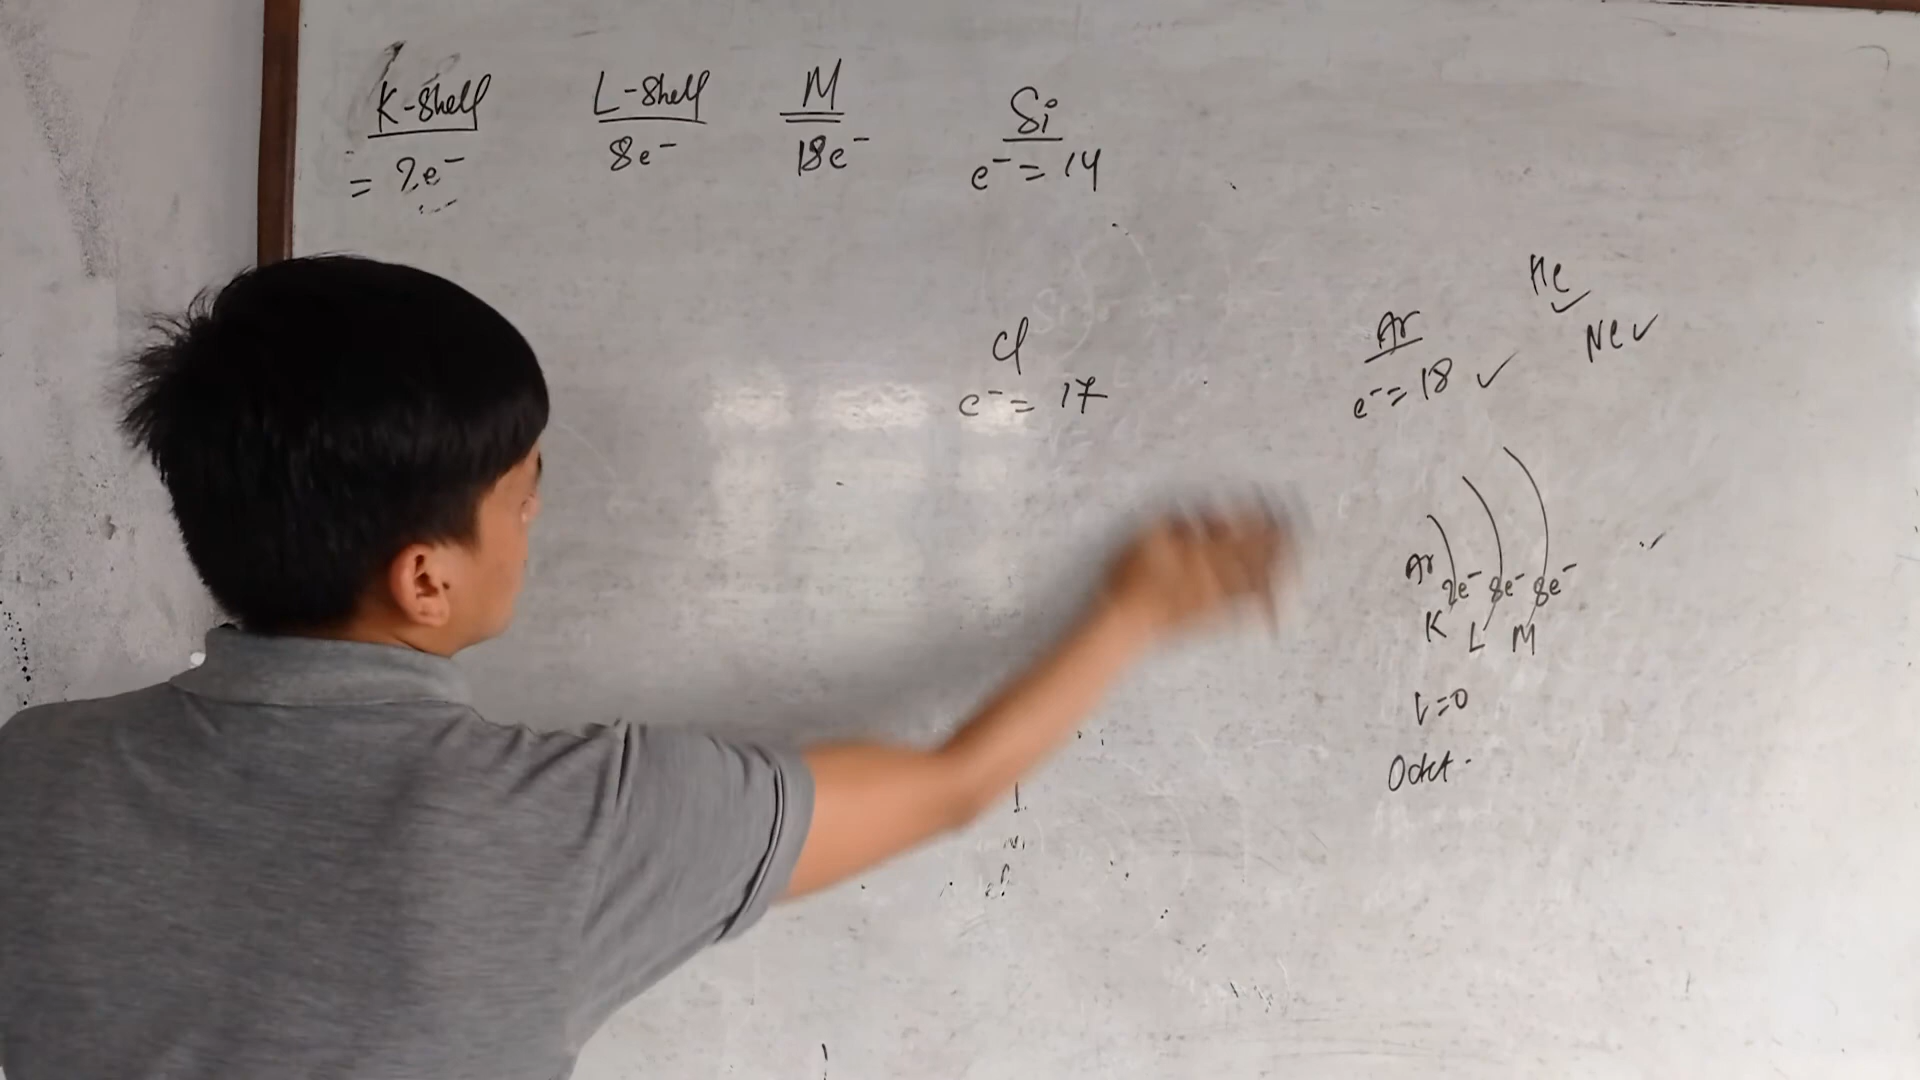 K-Shell L-Shell M Si
= 2e⁻ 8e⁻ 18e⁻ e⁻ = 14
He
Cl Ar Ne ✓
e⁻ = 17 e⁻ = 18 ✓
Ar 2e⁻ 8e⁻ 8e⁻
K L M
V=0
Octet.